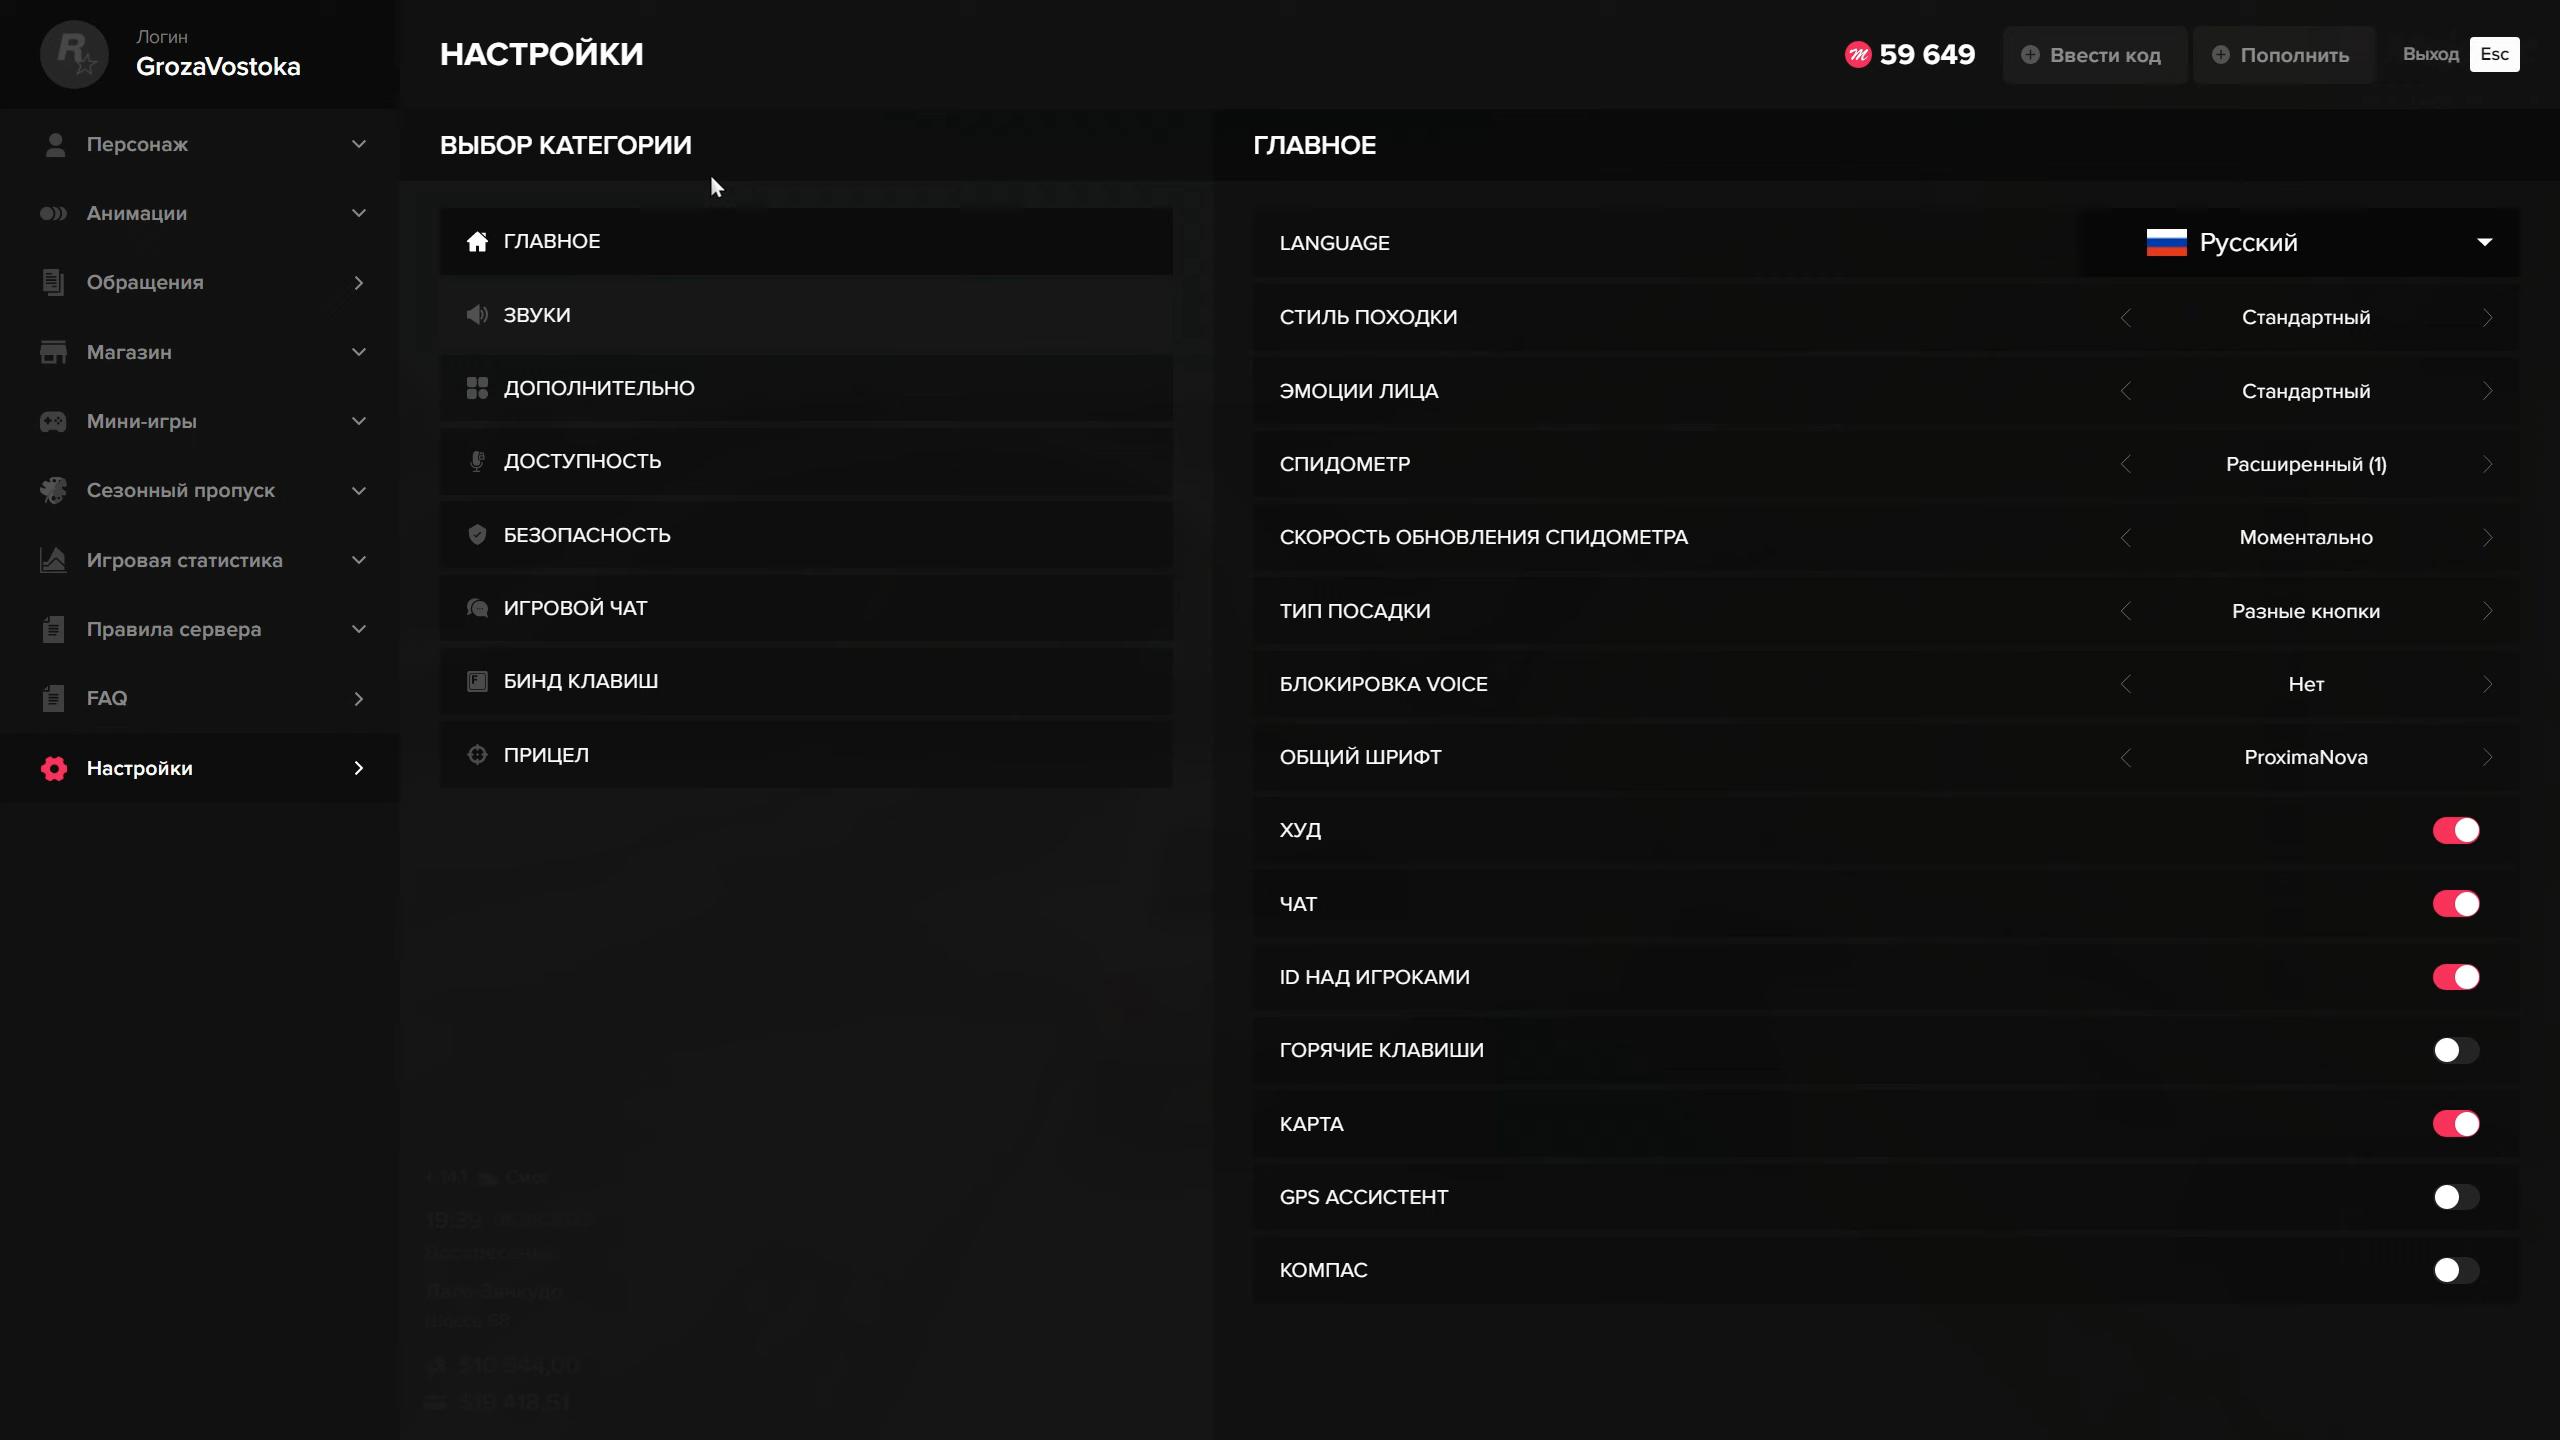 Логин
GrozaVostoka
НАСТРОЙКИ
59 649
Ввести код
Пополнить
Выход
Esc
Персонаж
Анимации
Обращения
Магазин
Мини-игры
Сезонный пропуск
Игровая статистика
Правила сервера
FAQ
Настройки
ВЫБОР КАТЕГОРИИ
ГЛАВНОЕ
ЗВУКИ
ДОПОЛНИТЕЛЬНО
ДОСТУПНОСТЬ
БЕЗОПАСНОСТЬ
ИГРОВОЙ ЧАТ
БИНД КЛАВИШ
ПРИЦЕЛ
ГЛАВНОЕ
LANGUAGE Русский
СТИЛЬ ПОХОДКИ Стандартный
ЭМОЦИИ ЛИЦА Стандартный
СПИДОМЕТР Расширенный (1)
СКОРОСТЬ ОБНОВЛЕНИЯ СПИДОМЕТРА Моментально
ТИП ПОСАДКИ Разные кнопки
БЛОКИРОВКА VOICE Нет
ОБЩИЙ ШРИФТ ProximaNova
ХУД
ЧАТ
ID НАД ИГРОКАМИ
ГОРЯЧИЕ КЛАВИШИ
КАРТА
GPS АССИСТЕНТ
КОМПАС
19:39